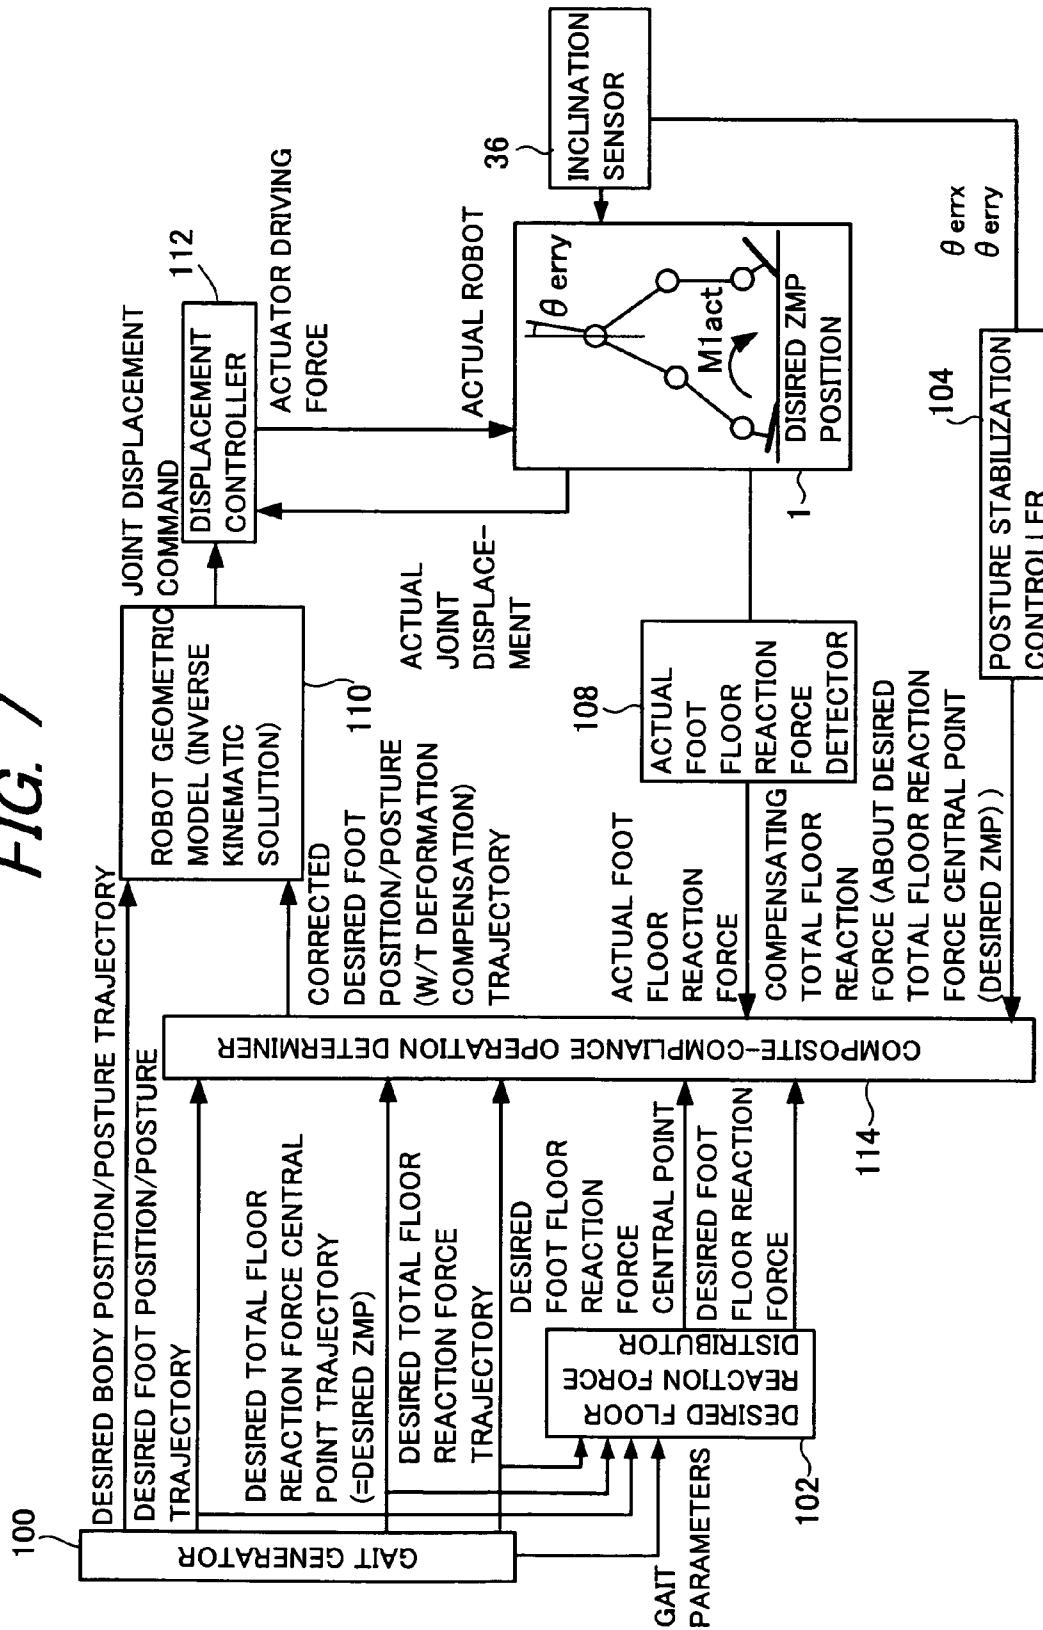 FIG. 7
100
GAIT GENERATOR
DESIRED BODY POSITION/POSTURE TRAJECTORY
DESIRED FOOT POSITION/POSTURE
TRAJECTORY
DESIRED TOTAL FLOOR
REACTION FORCE CENTRAL
POINT TRAJECTORY
(=DESIRED ZMP)
DESIRED TOTAL FLOOR
REACTION FORCE
TRAJECTORY
GAIT
PARAMETERS
102
DESIRED FLOOR
REACTION FORCE
DISTRIBUTOR
DESIRED
FOOT FLOOR
REACTION
FORCE
CENTRAL POINT
DESIRED FOOT
FLOOR REACTION
FORCE
114
COMPOSITE-COMPLIANCE OPERATION DETERMINER
ROBOT GEOMETRIC
MODEL (INVERSE
KINEMATIC
SOLUTION)
110
CORRECTED
DESIRED FOOT
POSITION/POSTURE
(W/T DEFORMATION
COMPENSATION)
TRAJECTORY
JOINT DISPLACEMENT
COMMAND
112
DISPLACEMENT
CONTROLLER
ACTUATOR DRIVING
FORCE
ACTUAL
JOINT
DISPLACE-
MENT
ACTUAL ROBOT
θ erry
M1act
DISIRED ZMP
POSITION
1
36
INCLINATION
SENSOR
θ errx
θ erry
108
ACTUAL
FOOT
FLOOR
REACTION
FORCE
DETECTOR
ACTUAL FOOT
FLOOR
REACTION
FORCE
COMPENSATING
TOTAL FLOOR
REACTION
FORCE (ABOUT DESIRED
TOTAL FLOOR REACTION
FORCE CENTRAL POINT
(DESIRED ZMP))
104
POSTURE STABILIZATION
CONTROLLER